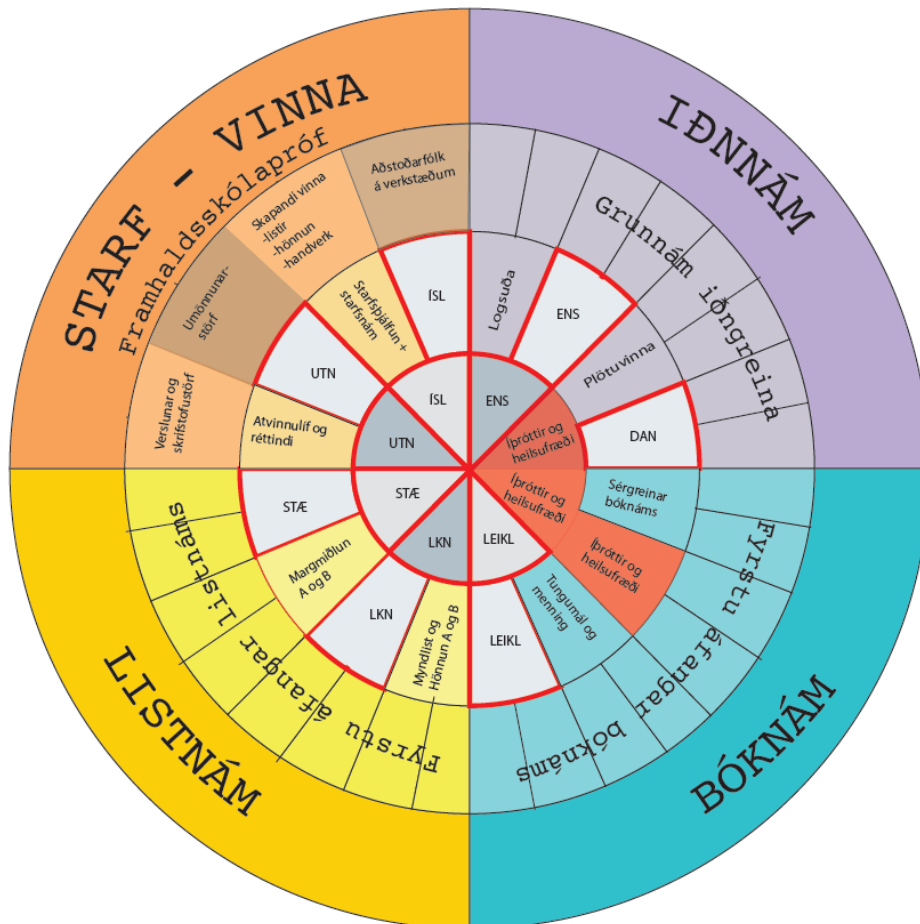 STARF - VINNA
Framhaldsskólapróf
Verslunar og
skrifstofustörf
Umönnunar-
störf
Skapandi vinna
-listir
-hönnun
-handverk
Aðstoðarfólk
á verkstæðum
Atvinnulíf og
réttindi
UTN
Starfsþjálfun +
starfsnám
ÍSL
UTN
ÍSL
IÐNNÁM
Grunnám iðngreina
Logsuða
ENS
Plötuvinna
DAN
ENS
Íþróttir og
heilsufræði
BÓKNÁM
Fyrstu áfangar bóknáms
Sérgreinar
bóknáms
Íþróttir og
heilsufræði
Tungumál og
menning
LEIKL
Íþróttir og
heilsufræði
LEIKL
LISTNÁM
Fyrstu áfangar listnáms
STÆ
Margmiðlun
A og B
LKN
Myndlist og
Hönnun A og B
STÆ
LKN